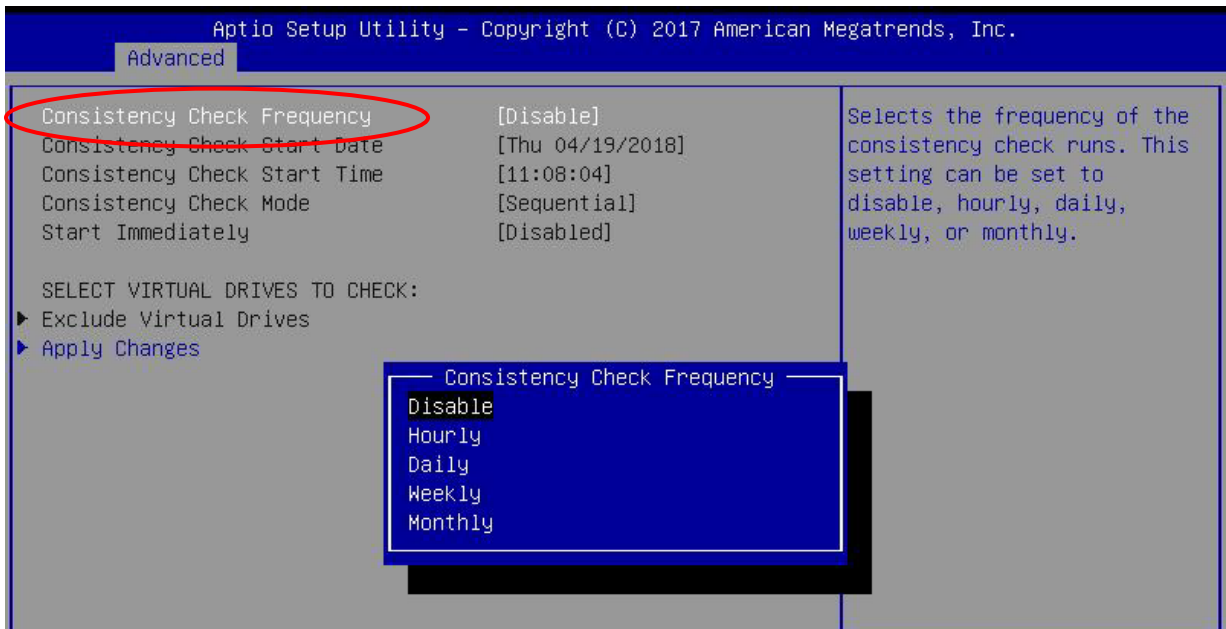 Aptio Setup Utility – Copyright (C) 2017 American Megatrends, Inc.
Advanced
Consistency Check Frequency [Disable]
Consistency Check Start Date [Thu 04/19/2018]
Consistency Check Start Time [11:08:04]
Consistency Check Mode [Sequential]
Start Immediately [Disabled]
SELECT VIRTUAL DRIVES TO CHECK:
Exclude Virtual Drives
Apply Changes
Selects the frequency of the
consistency check runs. This
setting can be set to
disable, hourly, daily,
weekly, or monthly.
Consistency Check Frequency
Disable
Hourly
Daily
Weekly
Monthly